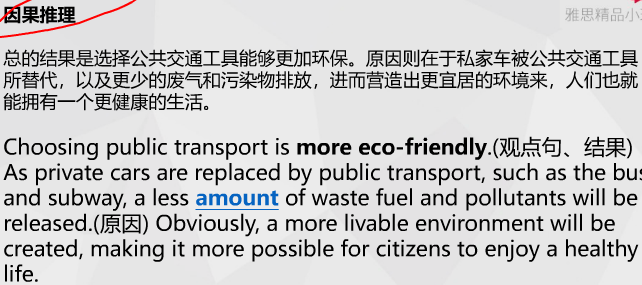 因果推理
雅思精品小
总的结果是选择公共交通工具能够更加环保。原因则在于私家车被公共交通工具
所替代，以及更少的废气和污染物排放，进而营造出更宜居的环境来，人们也就
能拥有一个更健康的生活。
Choosing public transport is more eco-friendly.(观点句、结果)
As private cars are replaced by public transport, such as the bus
and subway, a less amount of waste fuel and pollutants will be
released.(原因) Obviously, a more livable environment will be
created, making it more possible for citizens to enjoy a healthy
life.